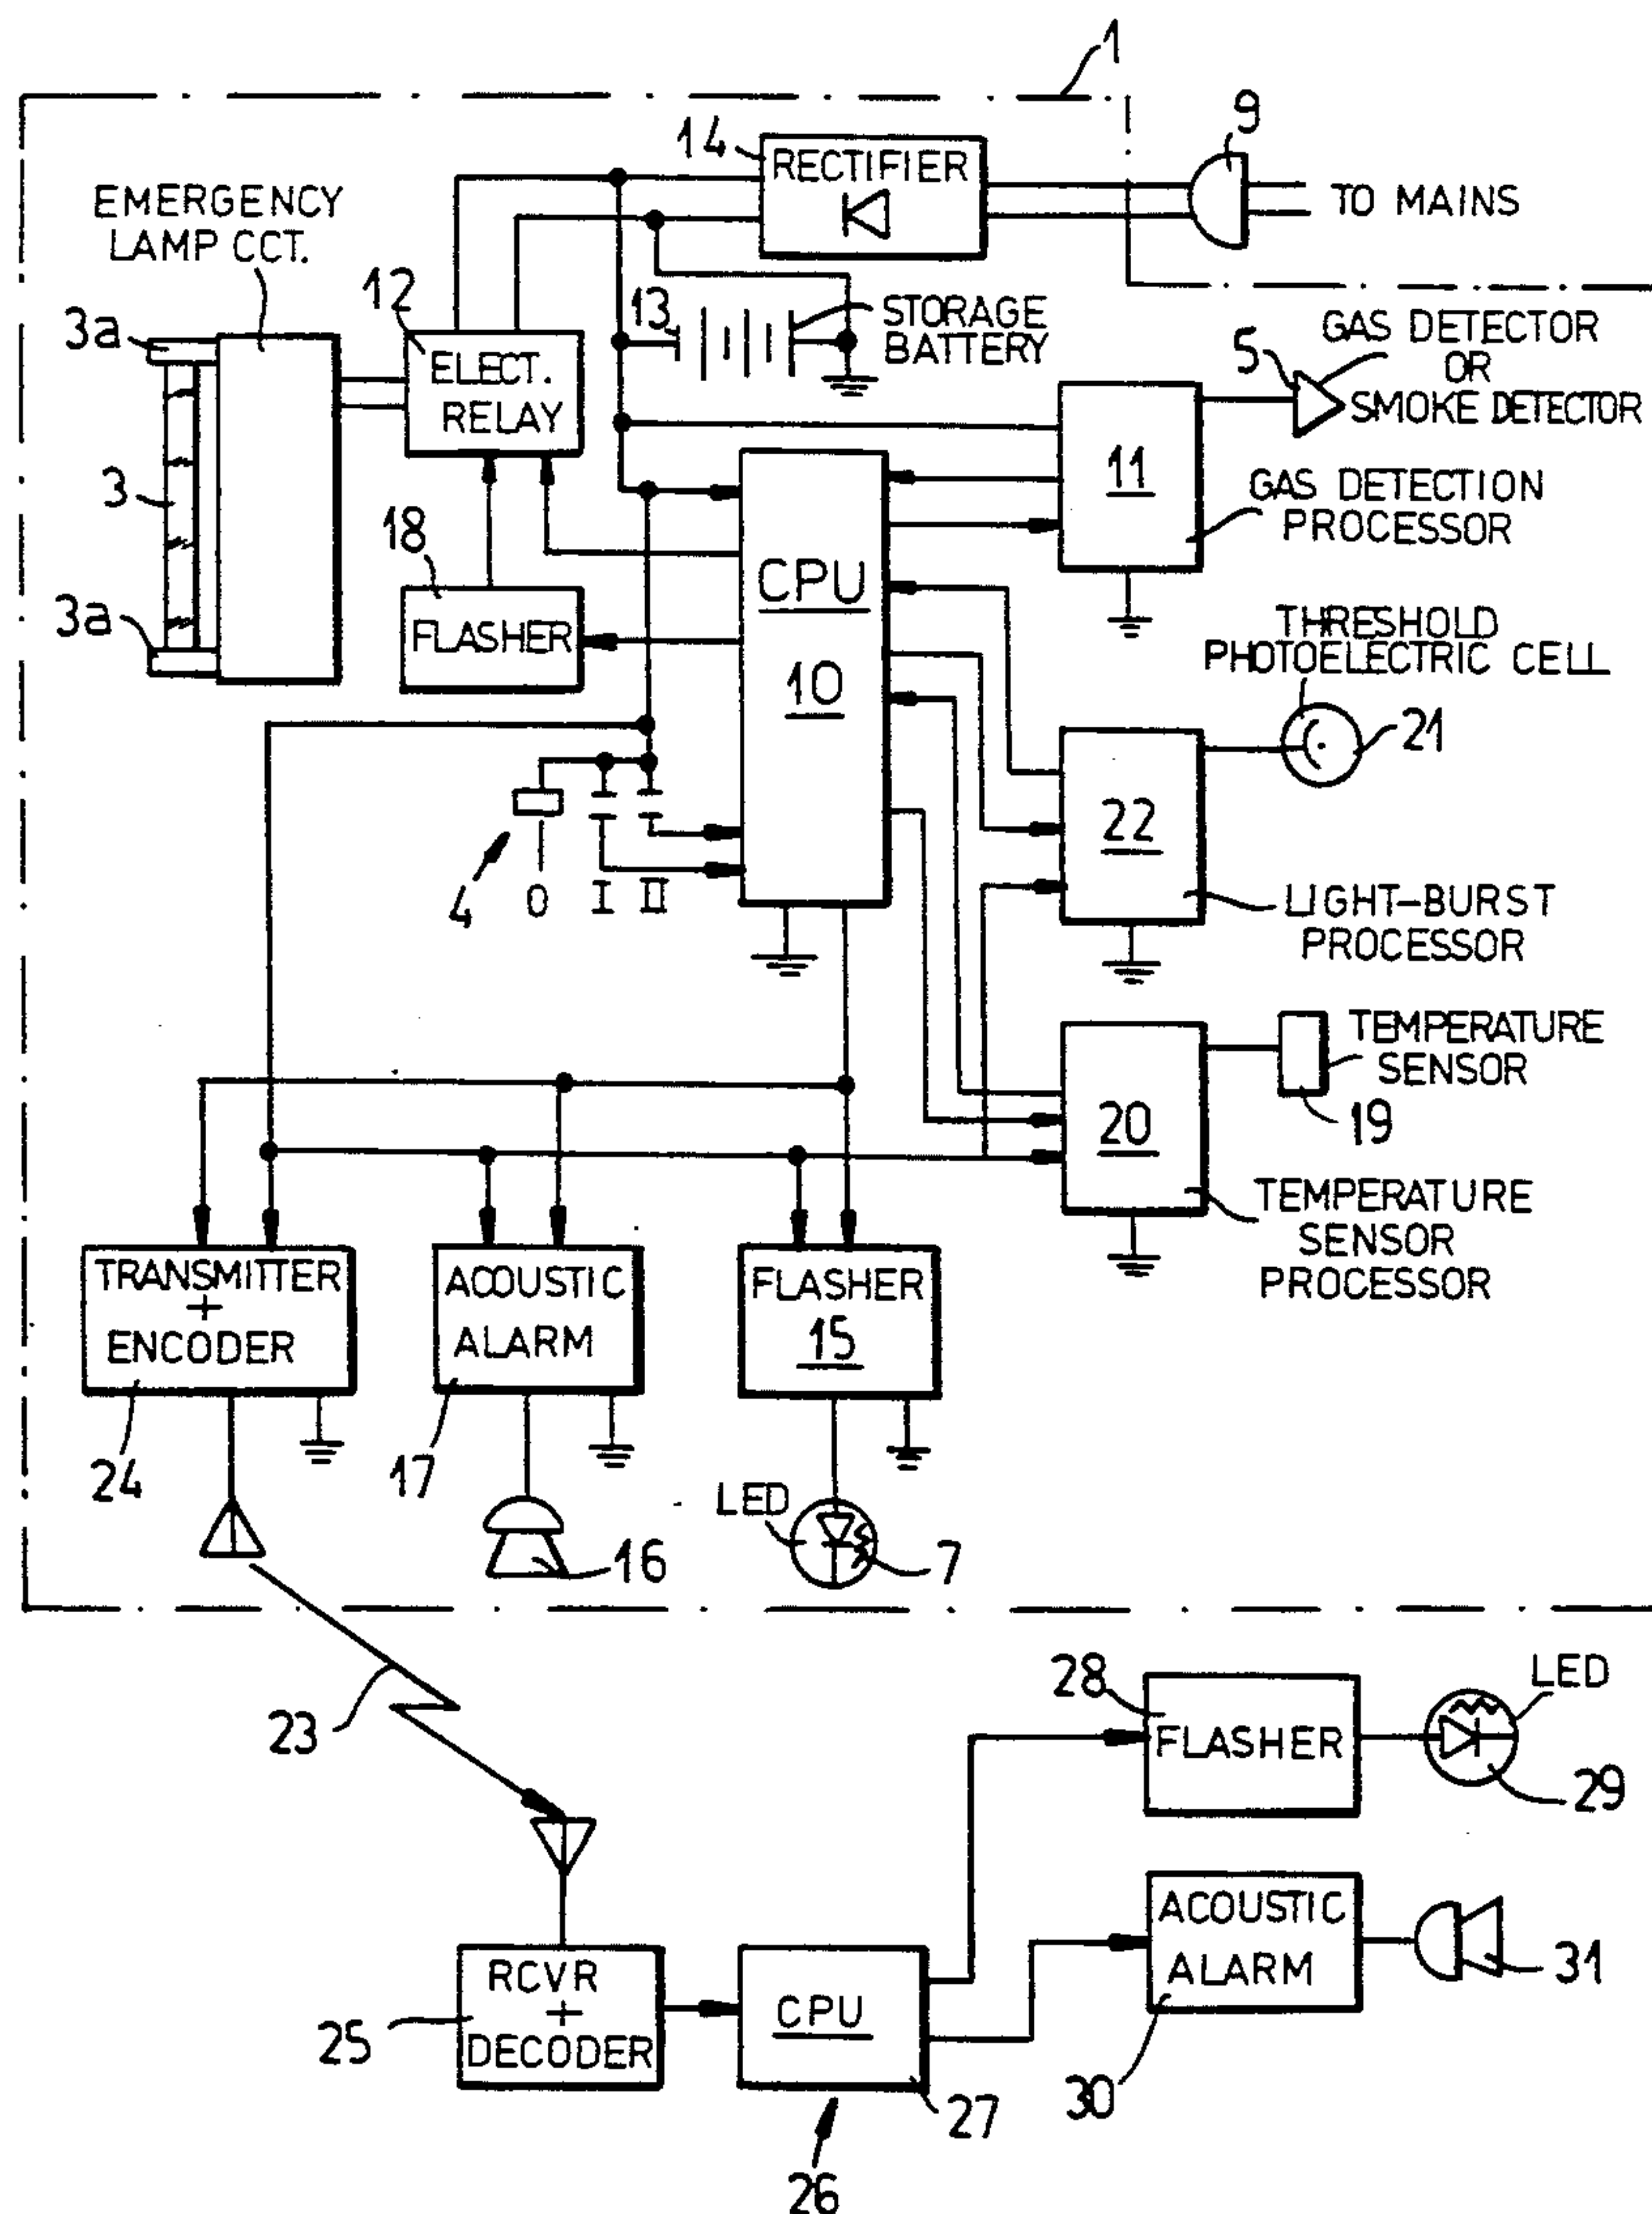 1
9
14
RECTIFIER
TO MAINS
EMERGENCY
LAMP CCT.
12
13
STORAGE
BATTERY
3a
ELECT.
RELAY
5
GAS DETECTOR
OR
SMOKE DETECTOR
11
GAS DETECTION
PROCESSOR
3
18
FLASHER
CPU
10
3a
THRESHOLD
PHOTOELECTRIC CELL
21
22
4
0
I
II
LIGHT-BURST
PROCESSOR
TEMPERATURE
SENSOR
19
20
TEMPERATURE
SENSOR
PROCESSOR
TRANSMITTER
+
ENCODER
ACOUSTIC
ALARM
FLASHER
15
24
17
LED
16
7
23
28
FLASHER
LED
29
RCVR
+
DECODER
25
CPU
27
26
ACOUSTIC
ALARM
30
31